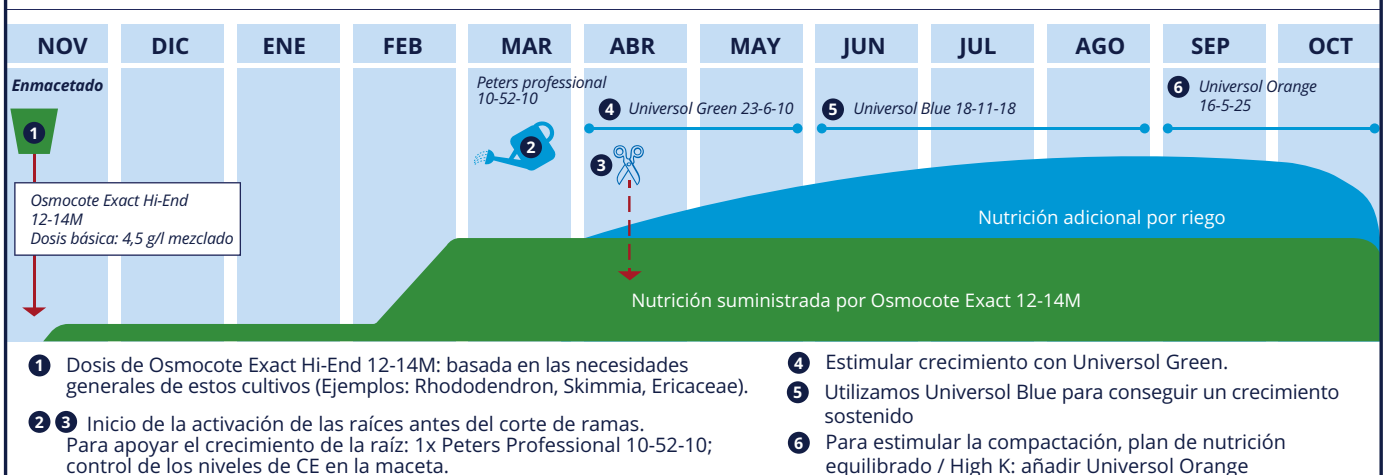 NOV DIC ENE FEB MAR ABR MAY JUN JUL AGO SEP OCT
Enmacetado
1
Osmocote Exact Hi-End
12-14M
Dosis básica: 4,5 g/l mezclado
Peters professional
10-52-10
2
4 Universol Green 23-6-10
3
5 Universol Blue 18-11-18
6 Universol Orange
16-5-25
Nutrición adicional por riego
Nutrición suministrada por Osmocote Exact 12-14M
1 Dosis de Osmocote Exact Hi-End 12-14M: basada en las necesidades
generales de estos cultivos (Ejemplos: Rhododendron, Skimmia, Ericaceae).
2 3 Inicio de la activación de las raíces antes del corte de ramas.
Para apoyar el crecimiento de la raíz: 1x Peters Professional 10-52-10;
control de los niveles de CE en la maceta.
4 Estimular crecimiento con Universol Green.
5 Utilizamos Universol Blue para conseguir un crecimiento
sostenido
6 Para estimular la compactación, plan de nutrición
equilibrado / High K: añadir Universol Orange